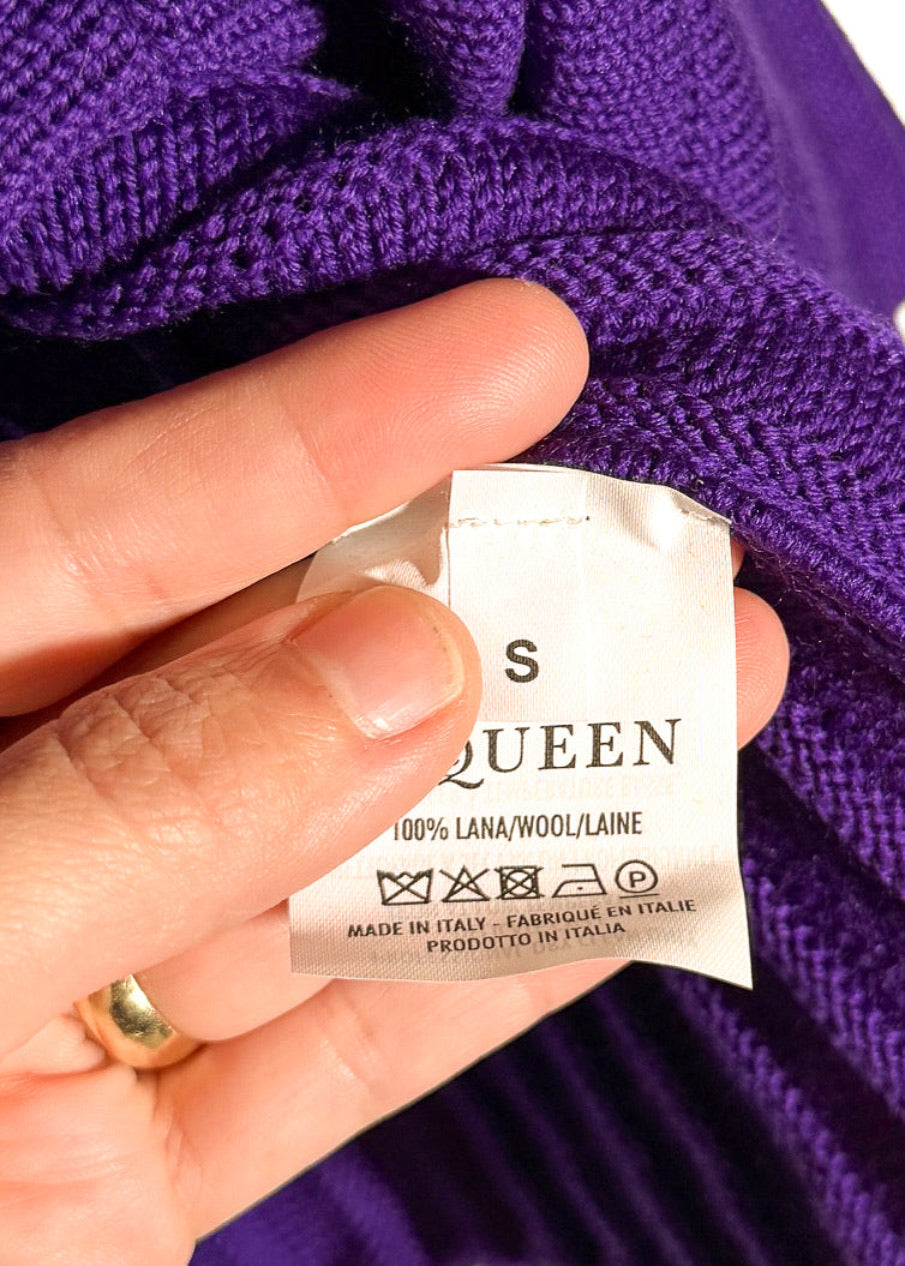 S
QUEEN
100% LANA/WOOL/LAINE
P
MADE IN ITALY - FABRIQUÉ EN ITALIE
PRODOTTO IN ITALIA